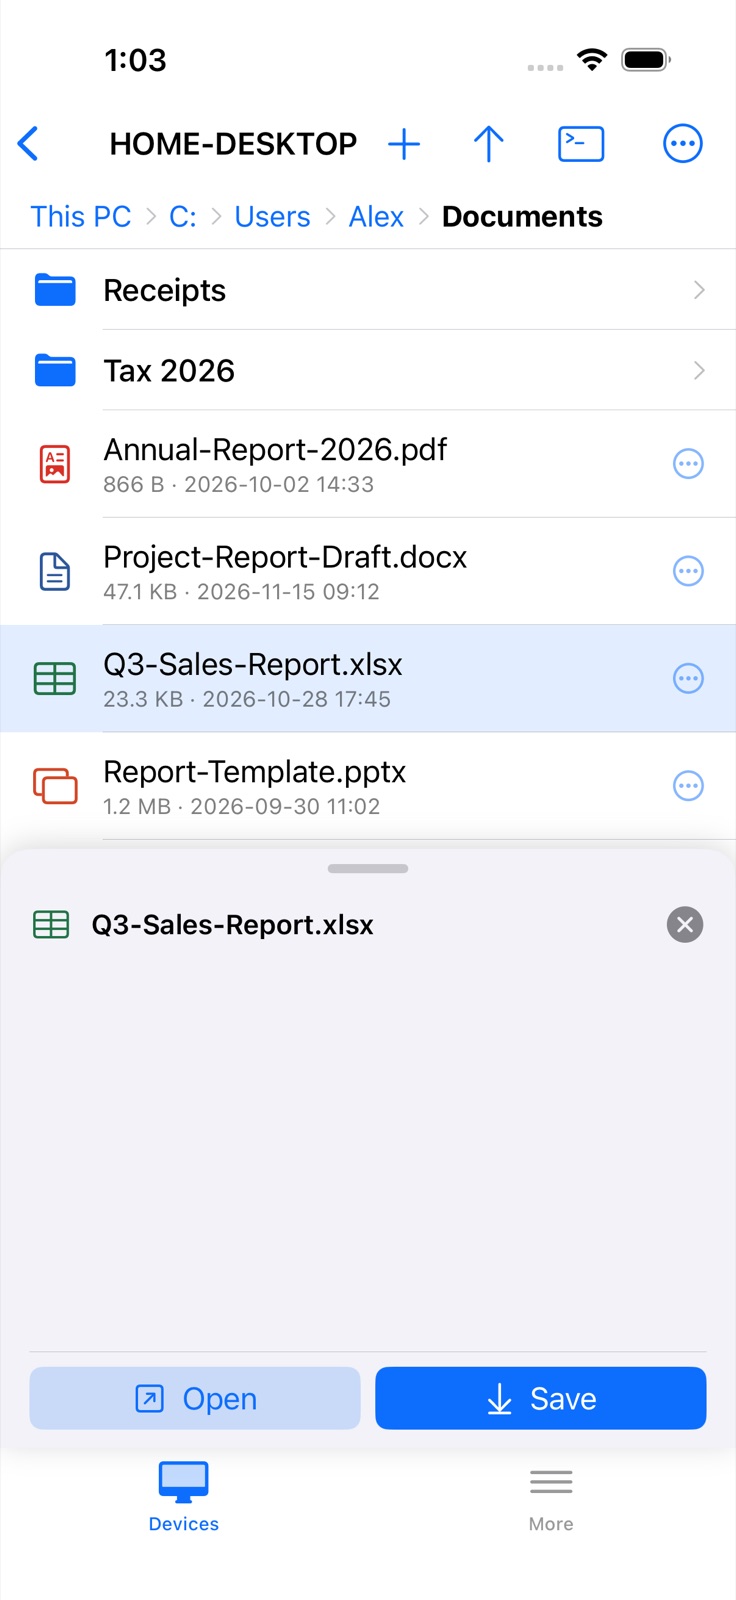 1:03
HOME-DESKTOP
This PC > C: > Users > Alex > Documents
Receipts
Tax 2026
Annual-Report-2026.pdf
866 B · 2026-10-02 14:33
Project-Report-Draft.docx
47.1 KB · 2026-11-15 09:12
Q3-Sales-Report.xlsx
23.3 KB · 2026-10-28 17:45
Report-Template.pptx
1.2 MB · 2026-09-30 11:02
Q3-Sales-Report.xlsx
Open Save
Devices More